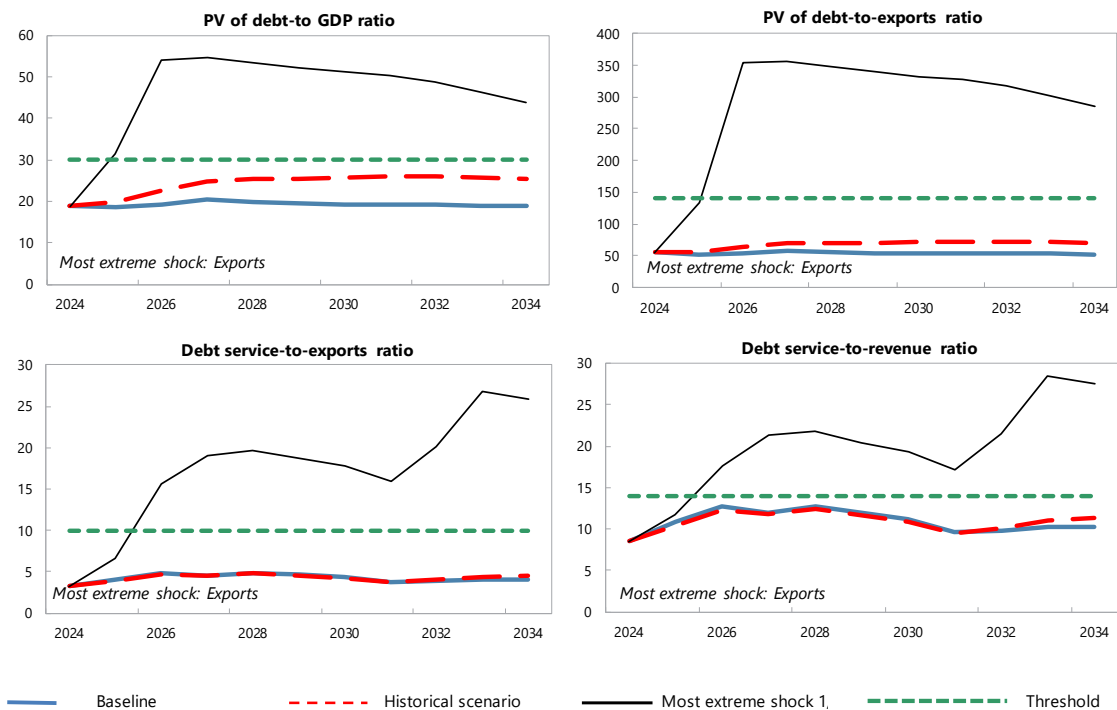 PV of debt-to GDP ratio
60
50
40
30
20
10
0
Most extreme shock: Exports
2024 2026 2028 2030 2032 2034
PV of debt-to-exports ratio
400
350
300
250
200
150
100
50
0
Most extreme shock: Exports
2024 2026 2028 2030 2032 2034
Debt service-to-exports ratio
30
25
20
15
10
5
0
Most extreme shock: Exports
2024 2026 2028 2030 2032 2034
Debt service-to-revenue ratio
30
25
20
15
10
5
0
Most extreme shock: Exports
2024 2026 2028 2030 2032 2034
Baseline Historical scenario Most extreme shock 1, Threshold